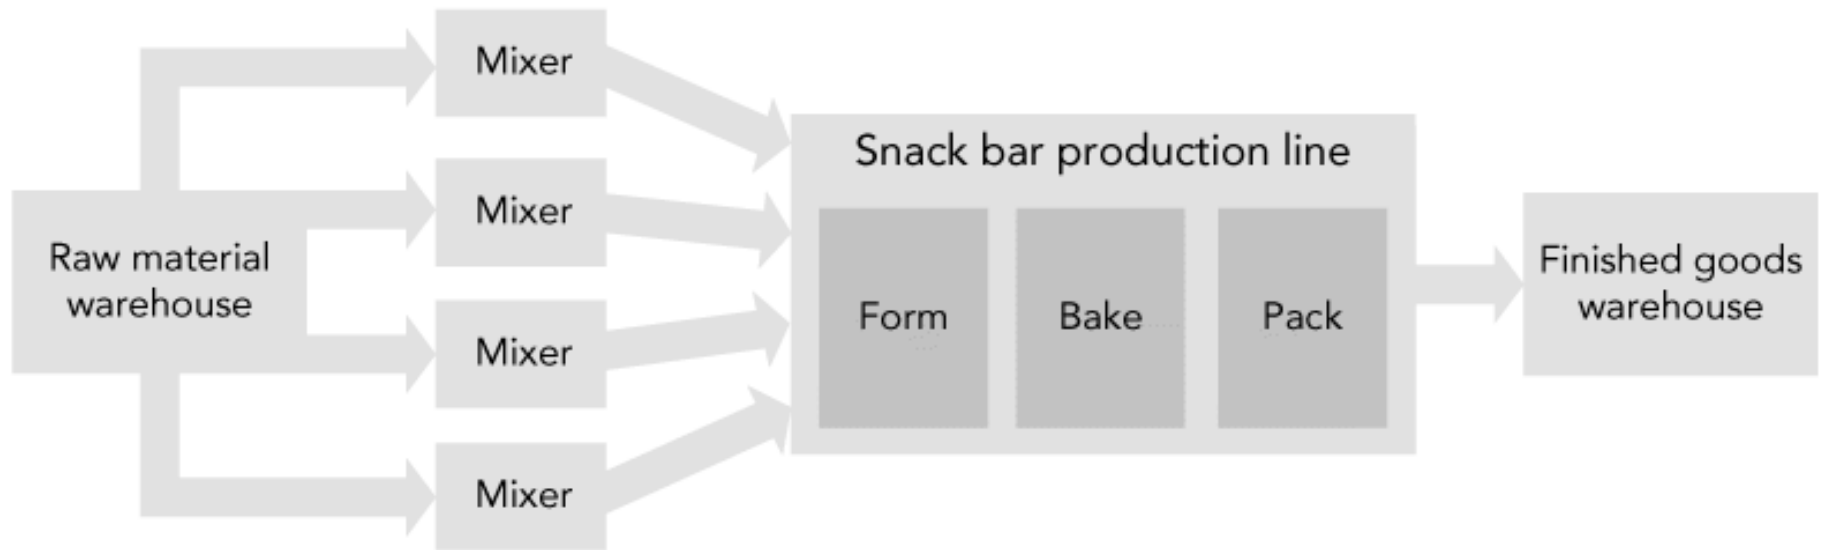 Mixer
Mixer
Mixer
Mixer
Raw material
warehouse
Snack bar production line
Form
Bake
Pack
Finished goods
warehouse